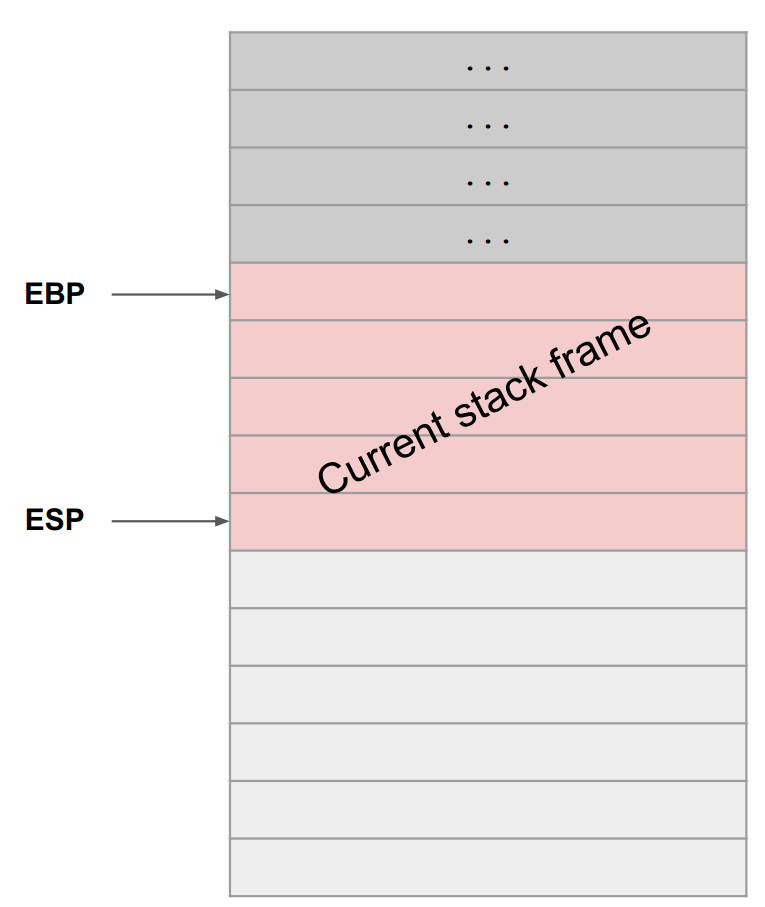 . . .
. . .
. . .
. . .
EBP
Current stack frame
ESP